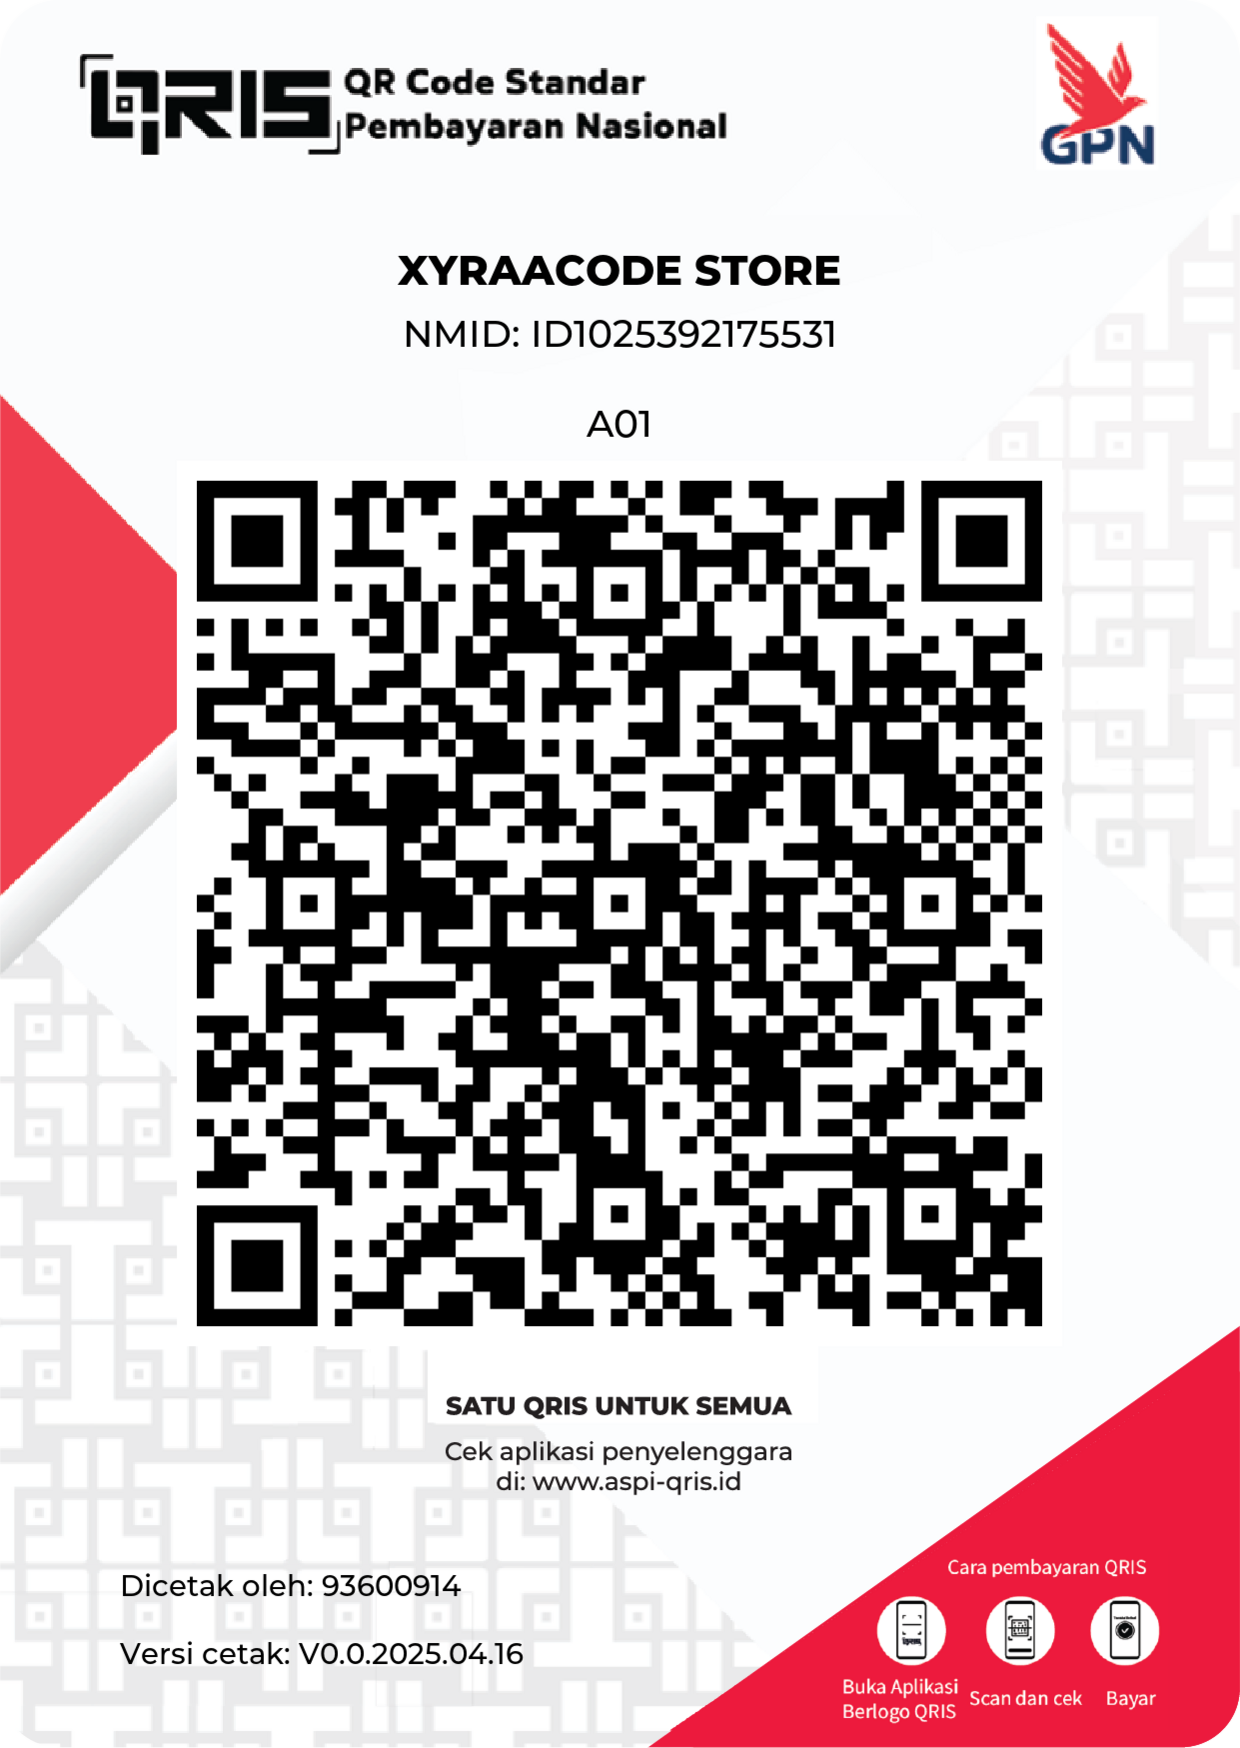 QRIS QR Code Standar
Pembayaran Nasional
GPN
XYRAACODE STORE
NMID: ID1025392175531
A01
SATU QRIS UNTUK SEMUA
Cek aplikasi penyelenggara
di: www.aspi-qris.id
Dicetak oleh: 93600914
Versi cetak: V0.0.2025.04.16
Cara pembayaran QRIS
Buka Aplikasi
Berlogo QRIS
Scan dan cek
Bayar